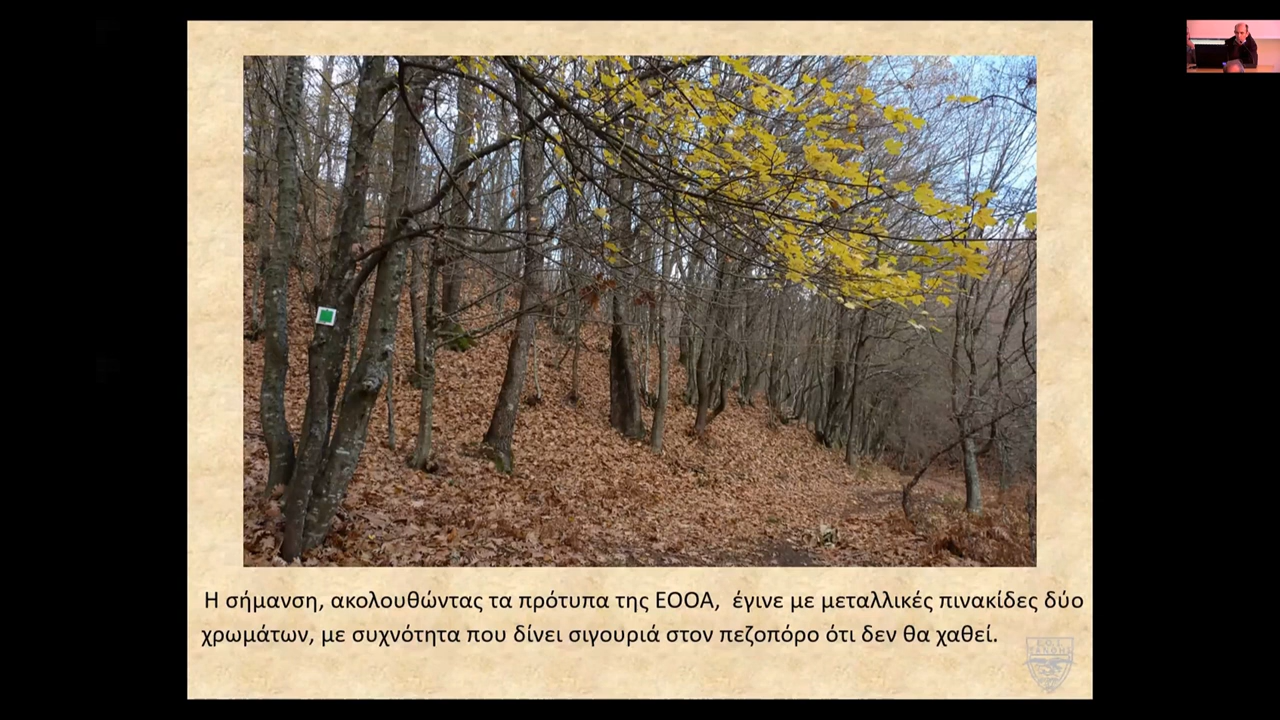 Η σήμανση, ακολουθώντας τα πρότυπα της ΕΟΟΑ, έγινε με μεταλλικές πινακίδες δύο
χρωμάτων, με συχνότητα που δίνει σιγουριά στον πεζοπόρο ότι δεν θα χαθεί.
ΞΑΝΘΗΣ